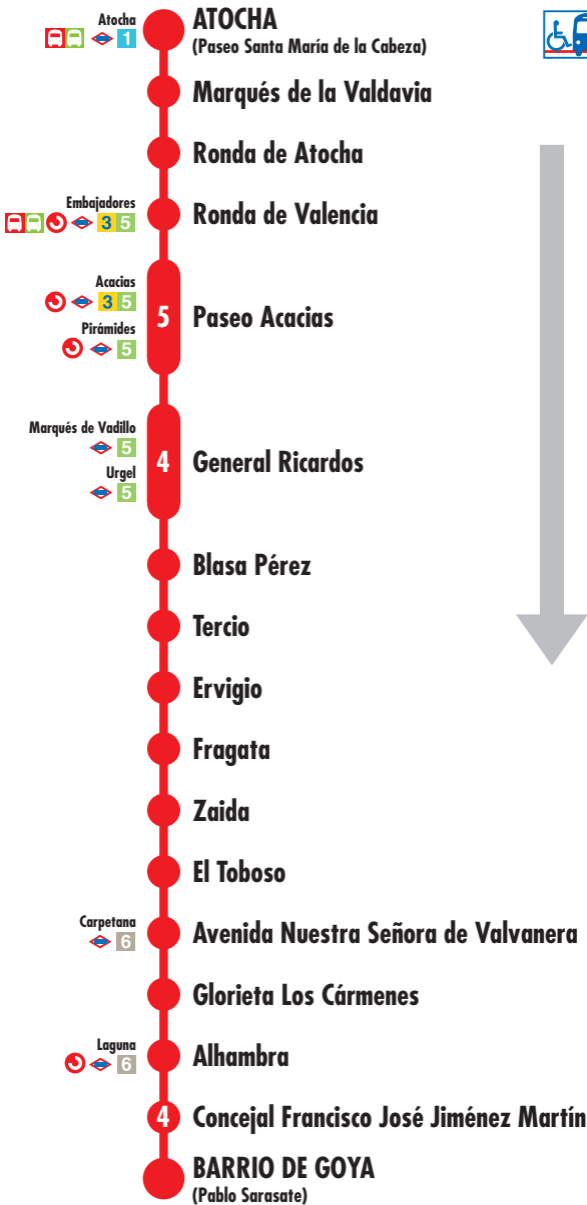 Atocha
1
ATOCHA
(Paseo Santa María de la Cabeza)
Marqués de la Valdavia
Ronda de Atocha
Embajadores
3 5
Ronda de Valencia
Acacias
3 5
Pirámides
5
5
Paseo Acacias
Marqués de Vadillo
5
Urgel
5
4
General Ricardos
Blasa Pérez
Tercio
Ervigio
Fragata
Zaida
El Toboso
Carpetana
6
Avenida Nuestra Señora de Valvanera
Glorieta Los Cármenes
Laguna
6
Alhambra
4
Concejal Francisco José Jiménez Martín
BARRIO DE GOYA
(Pablo Sarasate)